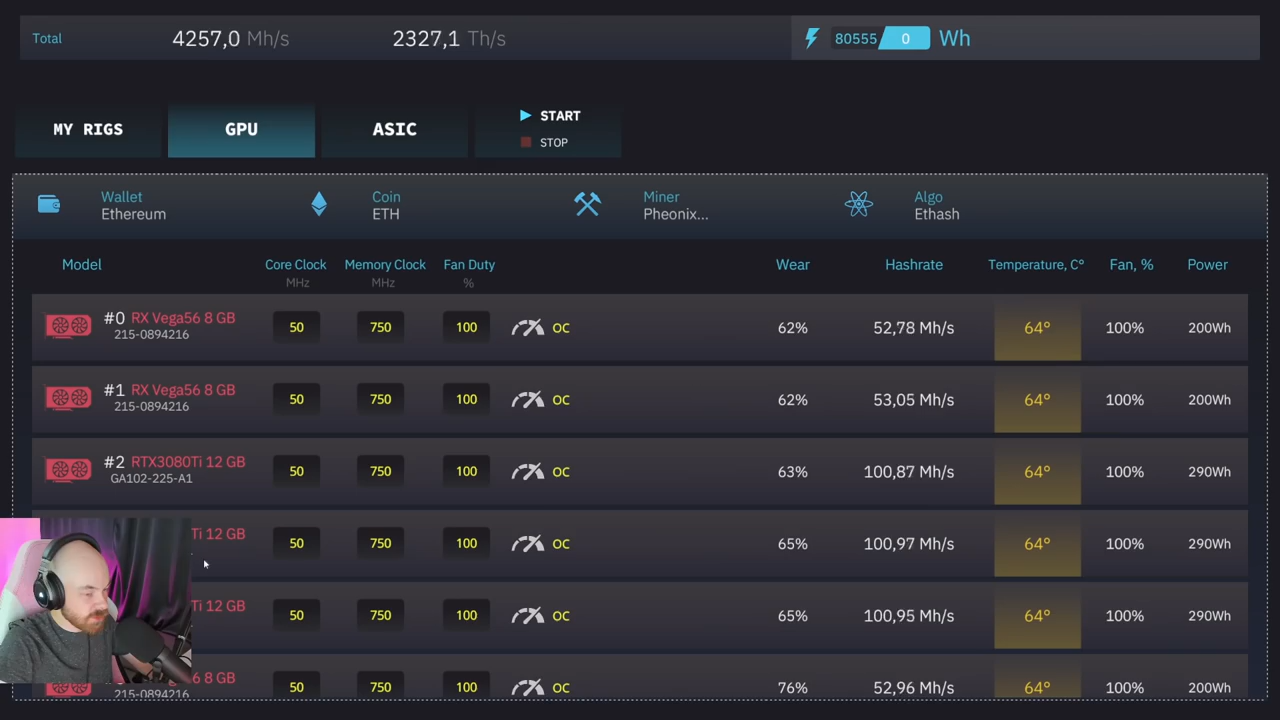 Total 4257,0 Mh/s 2327,1 Th/s 80555 0 Wh
MY RIGS GPU ASIC START
STOP
Wallet Coin Miner Algo
Ethereum ETH Pheonix... Ethash
Model Core Clock Memory Clock Fan Duty Wear Hashrate Temperature, C° Fan, % Power
MHz MHz %
#0 RX Vega56 8 GB 50 750 100 OC 62% 52,78 Mh/s 64° 100% 200Wh
215-0894216
#1 RX Vega56 8 GB 50 750 100 OC 62% 53,05 Mh/s 64° 100% 200Wh
215-0894216
#2 RTX3080Ti 12 GB 50 750 100 OC 63% 100,87 Mh/s 64° 100% 290Wh
GA102-225-A1
Ti 12 GB 50 750 100 OC 65% 100,97 Mh/s 64° 100% 290Wh
Ti 12 GB 50 750 100 OC 65% 100,95 Mh/s 64° 100% 290Wh
6 8 GB 50 750 100 OC 76% 52,96 Mh/s 64° 100% 200Wh
215-0894216